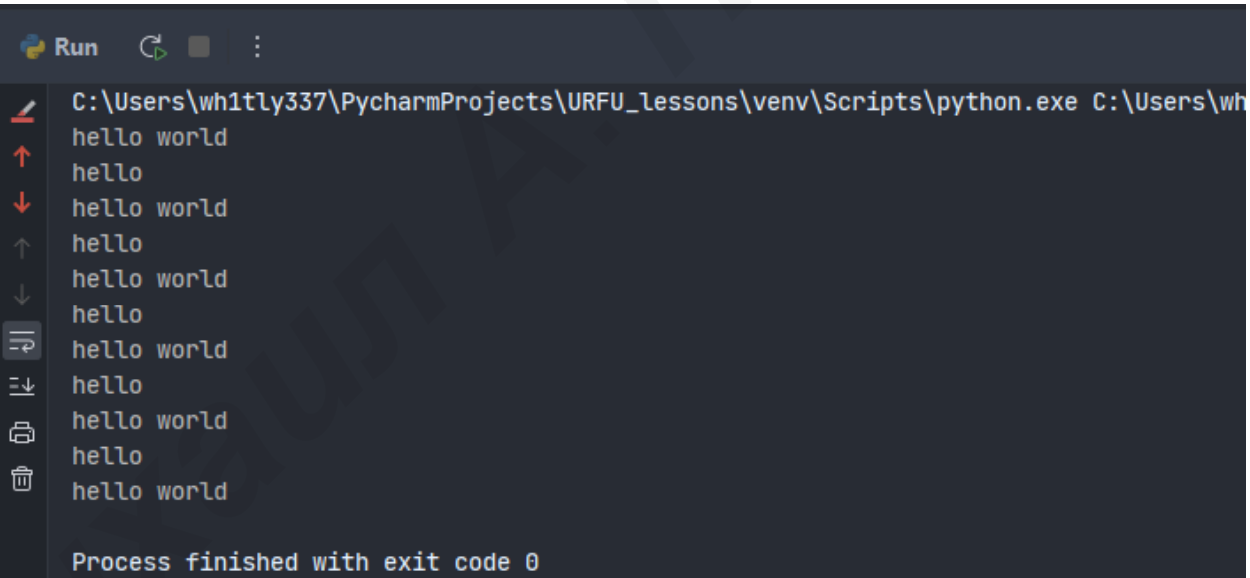 Run
C:\Users\wh1tly337\PycharmProjects\URFU_lessons\venv\Scripts\python.exe C:\Users\wh
hello world
hello
hello world
hello
hello world
hello
hello world
hello
hello world
hello
hello world
Process finished with exit code 0